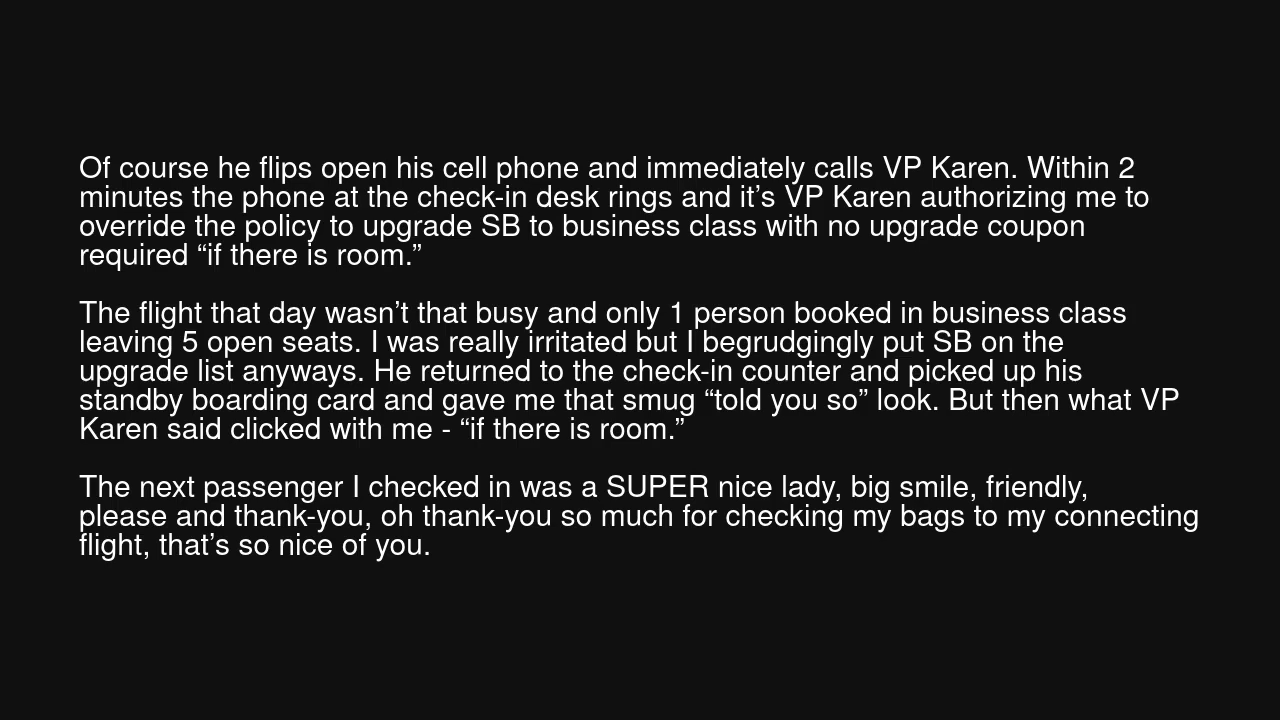 Of course he flips open his cell phone and immediately calls VP Karen. Within 2
minutes the phone at the check-in desk rings and it’s VP Karen authorizing me to
override the policy to upgrade SB to business class with no upgrade coupon
required “if there is room.”
The flight that day wasn’t that busy and only 1 person booked in business class
leaving 5 open seats. I was really irritated but I begrudgingly put SB on the
upgrade list anyways. He returned to the check-in counter and picked up his
standby boarding card and gave me that smug “told you so” look. But then what VP
Karen said clicked with me - “if there is room.”
The next passenger I checked in was a SUPER nice lady, big smile, friendly,
please and thank-you, oh thank-you so much for checking my bags to my connecting
flight, that’s so nice of you.